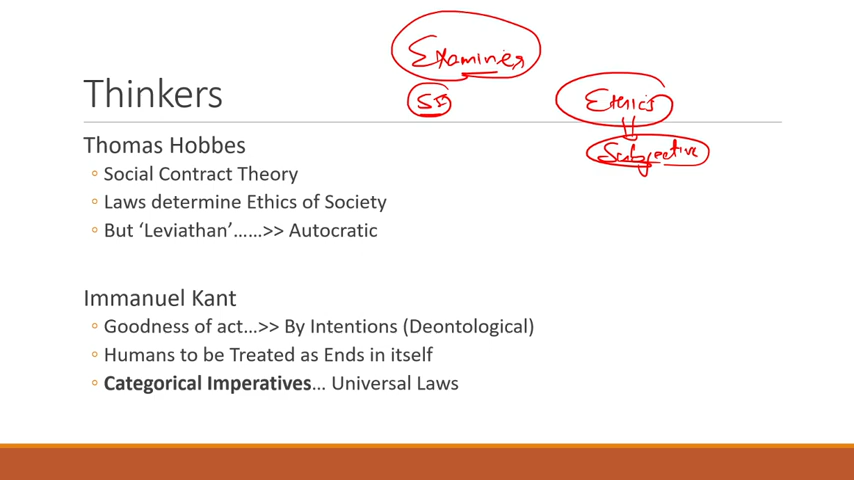 Examiner
Thinkers
Ethics
Subjective
Thomas Hobbes
◦ Social Contract Theory
◦ Laws determine Ethics of Society
◦ But ‘Leviathan’……>> Autocratic
Immanuel Kant
◦ Goodness of act…>> By Intentions (Deontological)
◦ Humans to be Treated as Ends in itself
◦ Categorical Imperatives… Universal Laws